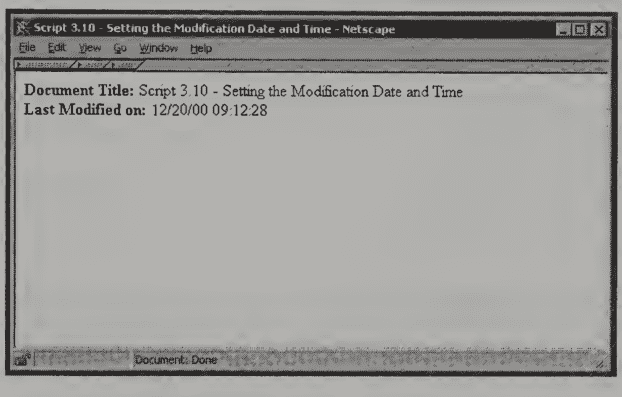 Script 3.10 - Setting the Modification Date and Time - Netscape
File Edit View Go Window Help
Document Title: Script 3.10 - Setting the Modification Date and Time
Last Modified on: 12/20/00 09:12:28
Document: Done